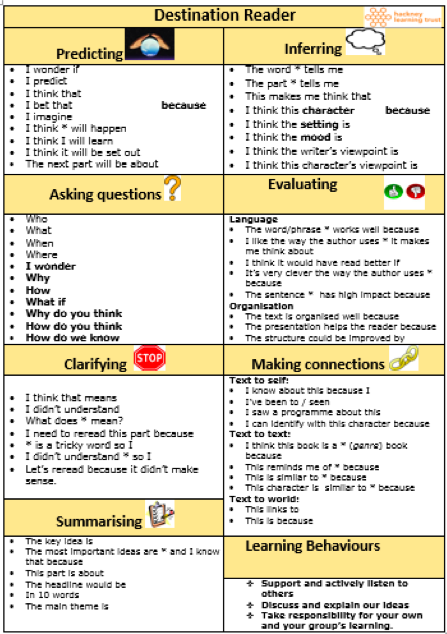 Destination Reader
hackney
learning trust
Predicting
I wonder if
I predict
I think that
I bet that because
I imagine
I think * will happen
I think I will learn
I think it will be set out
The next part will be about
Inferring
The word * tells me
The part * tells me
This makes me think that
I think this character because
I think the setting is
I think the mood is
I think the writer's viewpoint is
I think this character's viewpoint is
Asking questions
Who
What
When
Where
I wonder
Why
How
What if
Why do you think
How do you think
How do we know
Evaluating
Language
The word/phrase * works well because
I like the way the author uses * it makes
me think about
I think it would have read better if
It's very clever the way the author uses *
because
The sentence * has high impact because
Organisation
The text is organised well because
The presentation helps the reader because
The structure could be improved by
Clarifying
STOP
I think that means
I didn't understand
What does * mean?
I need to reread this part because
* is a tricky word so I
I didn't understand * so I
Let's reread because it didn't make
sense.
Making connections
Text to self:
I know about this because I
I've been to / seen
I saw a programme about this
I can identify with this character because
Text to text:
I think this book is a * (genre) book
because
This reminds me of * because
This is similar to * because
This character is similar to * because
Text to world:
This links to
This is because
Summarising
The key idea is
The most important ideas are * and I know
that because
This part is about
The headline would be
In 10 words
The main theme is
Learning Behaviours
Support and actively listen to
others
Discuss and explain our ideas
Take responsibility for your own
and your group's learning.